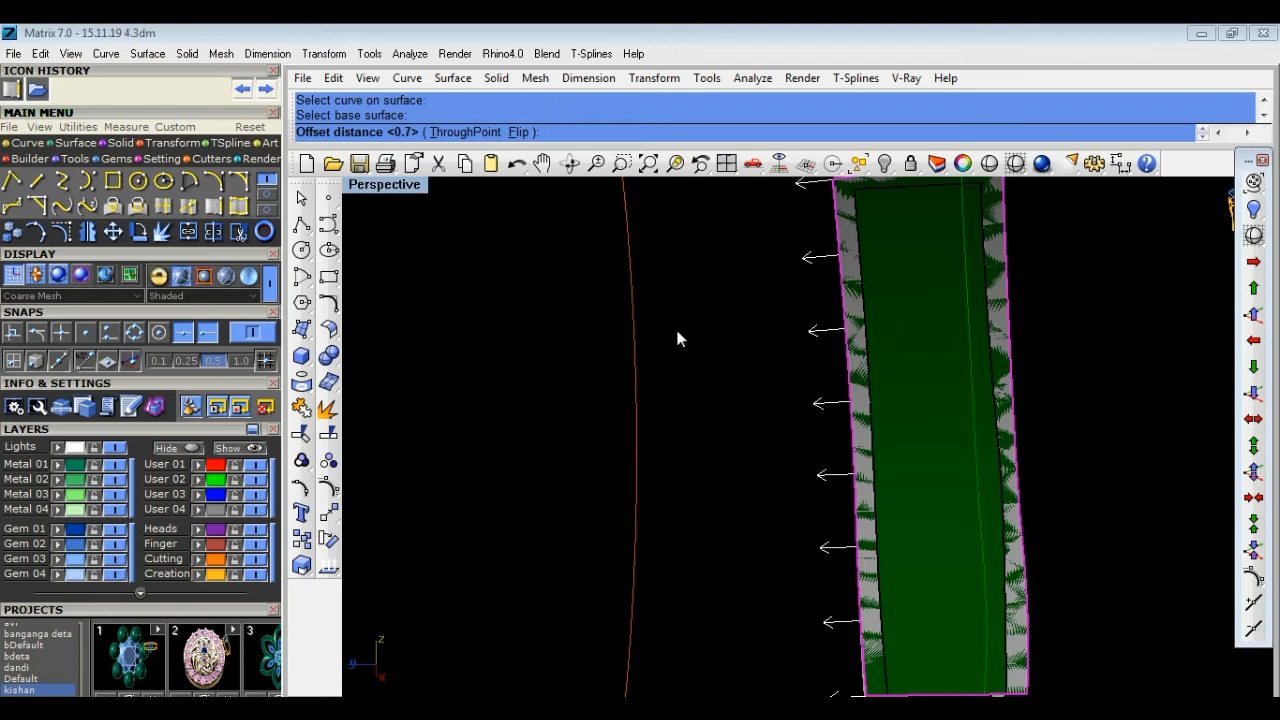 Matrix 7.0 - 15.11.19 4.3dm
File Edit View Curve Surface Solid Mesh Dimension Transform Tools Analyze Render Rhino4.0 Blend T-Splines Help
ICON HISTORY
MAIN MENU
File View Utilities Measure Custom Reset
Curve Surface Solid Transform TSpline Art
Builder Tools Gems Setting Cutters Render
DISPLAY
Coarse Mesh Shaded
SNAPS
0.1 0.25 0.5 1.0
INFO & SETTINGS
LAYERS
Lights Hide Show
Metal 01 User 01
Metal 02 User 02
Metal 03 User 03
Metal 04 User 04
Gem 01 Heads
Gem 02 Finger
Gem 03 Cutting
Gem 04 Creation
PROJECTS
banganga deta
bDefault
bdeta
dandi
Default
kishan
1 2 3
File Edit View Curve Surface Solid Mesh Dimension Transform Tools Analyze Render T-Splines V-Ray Help
Select curve on surface:
Select base surface:
Offset distance <0.7> ( ThroughPoint Flip ):
Perspective
z
y
x